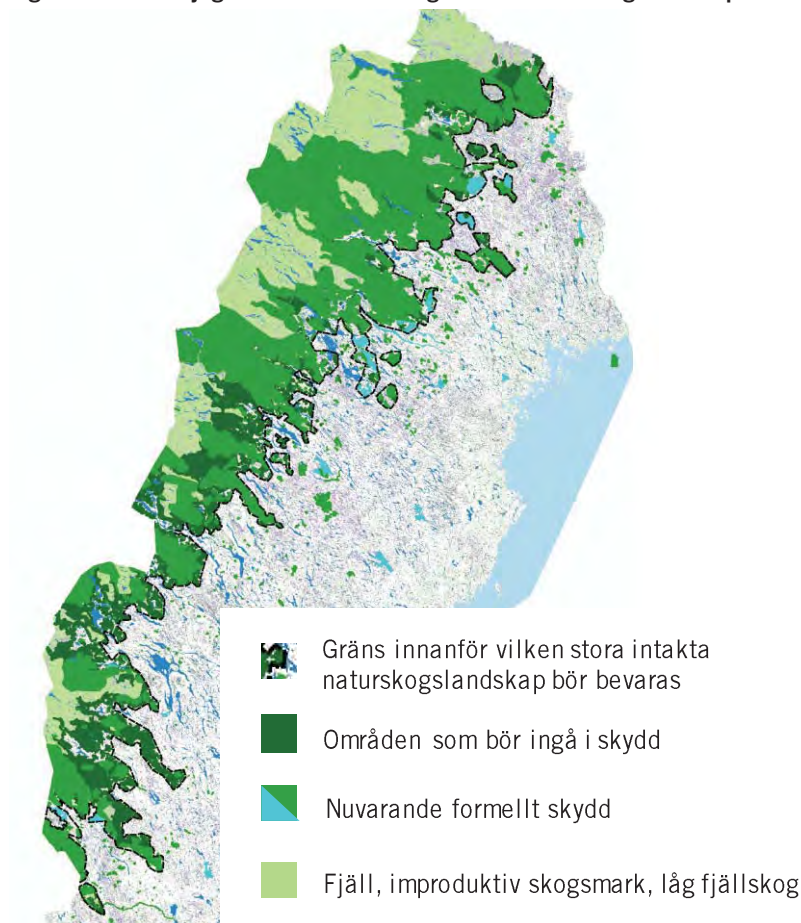 Gräns innanför vilken stora intakta
naturskogslandskap bör bevaras
Områden som bör ingå i skydd
Nuvarande formellt skydd
Fjäll, improduktiv skogsmark, låg fjällskog